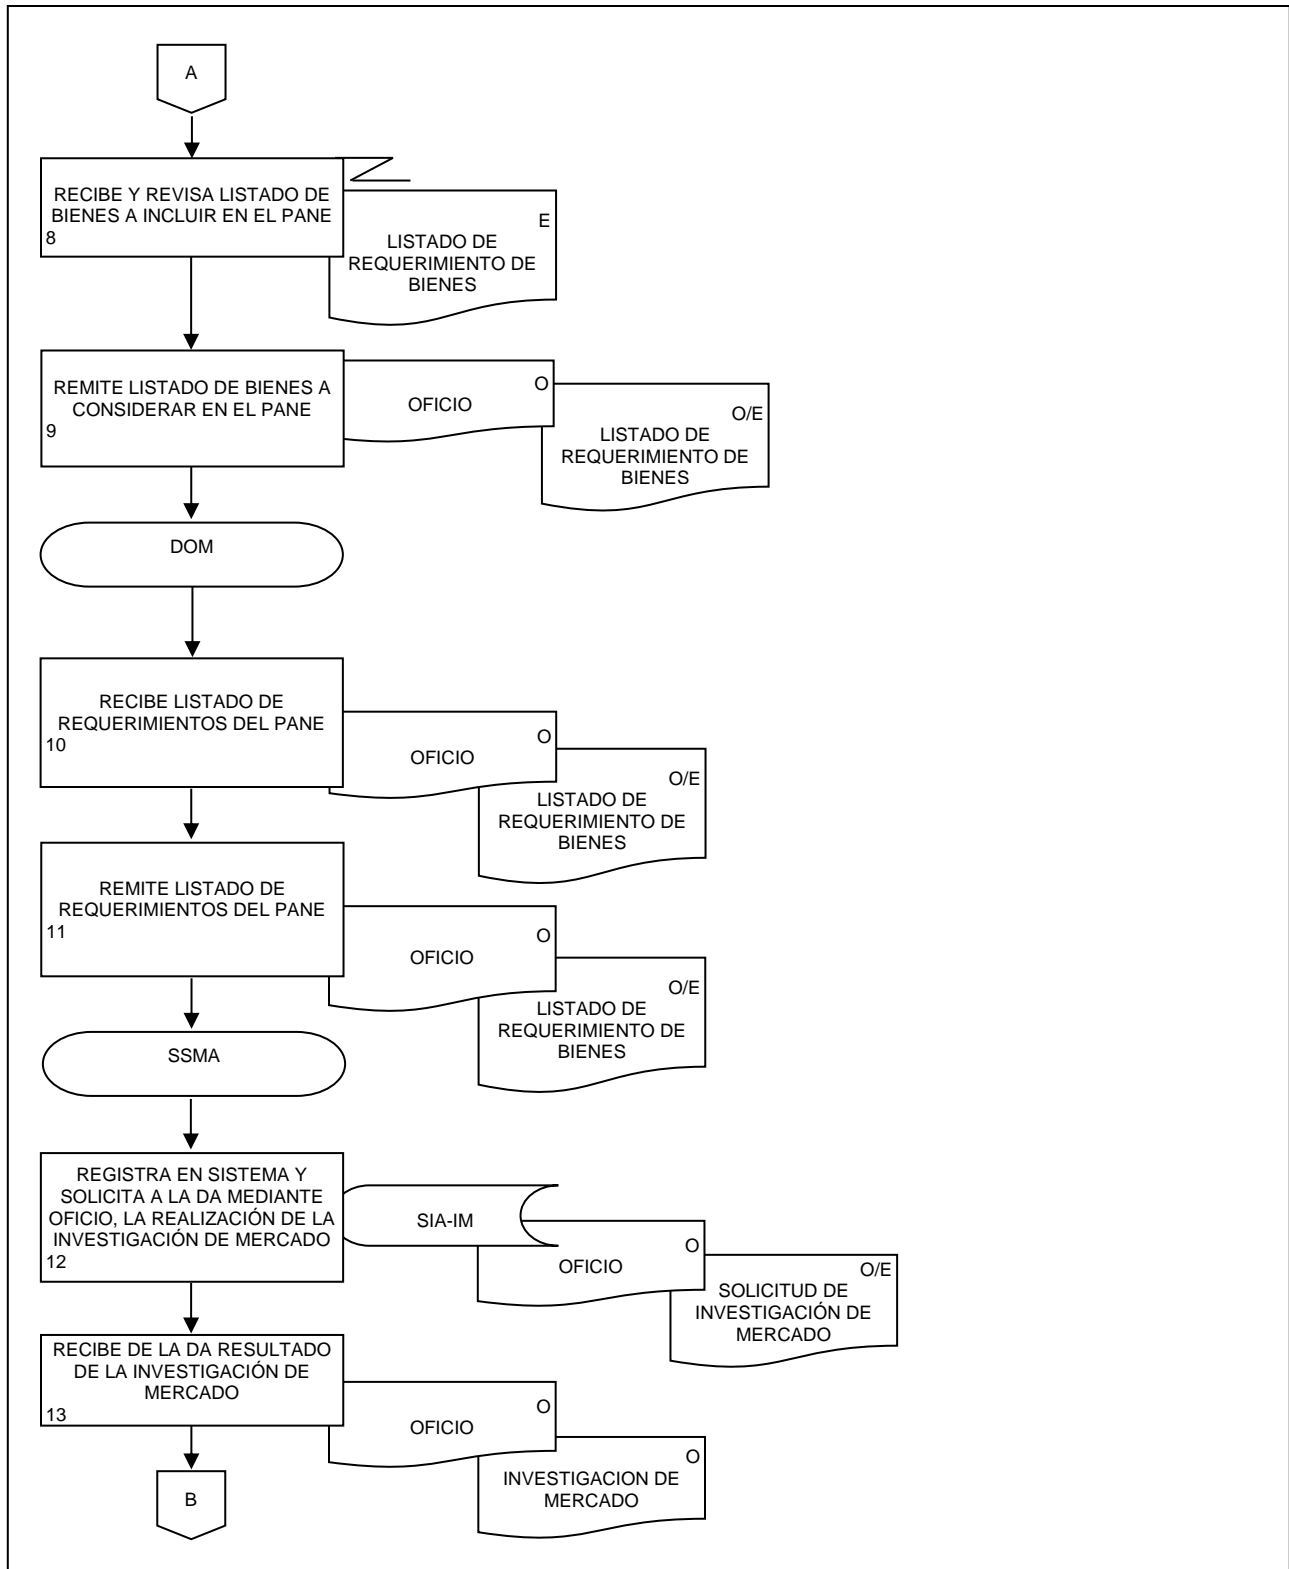 A
RECIBE Y REVISA LISTADO DE
BIENES A INCLUIR EN EL PANE
8
E
LISTADO DE
REQUERIMIENTO DE
BIENES
REMITE LISTADO DE BIENES A
CONSIDERAR EN EL PANE
9
O
OFICIO
O/E
LISTADO DE
REQUERIMIENTO DE
BIENES
DOM
RECIBE LISTADO DE
REQUERIMIENTOS DEL PANE
10
O
OFICIO
O/E
LISTADO DE
REQUERIMIENTO DE
BIENES
REMITE LISTADO DE
REQUERIMIENTOS DEL PANE
11
O
OFICIO
O/E
LISTADO DE
REQUERIMIENTO DE
BIENES
SSMA
REGISTRA EN SISTEMA Y
SOLICITA A LA DA MEDIANTE
OFICIO, LA REALIZACIÓN DE LA
INVESTIGACIÓN DE MERCADO
12
SIA-IM
O
OFICIO
O/E
SOLICITUD DE
INVESTIGACIÓN DE
MERCADO
RECIBE DE LA DA RESULTADO
DE LA INVESTIGACIÓN DE
MERCADO
13
O
OFICIO
O
INVESTIGACION DE
MERCADO
B